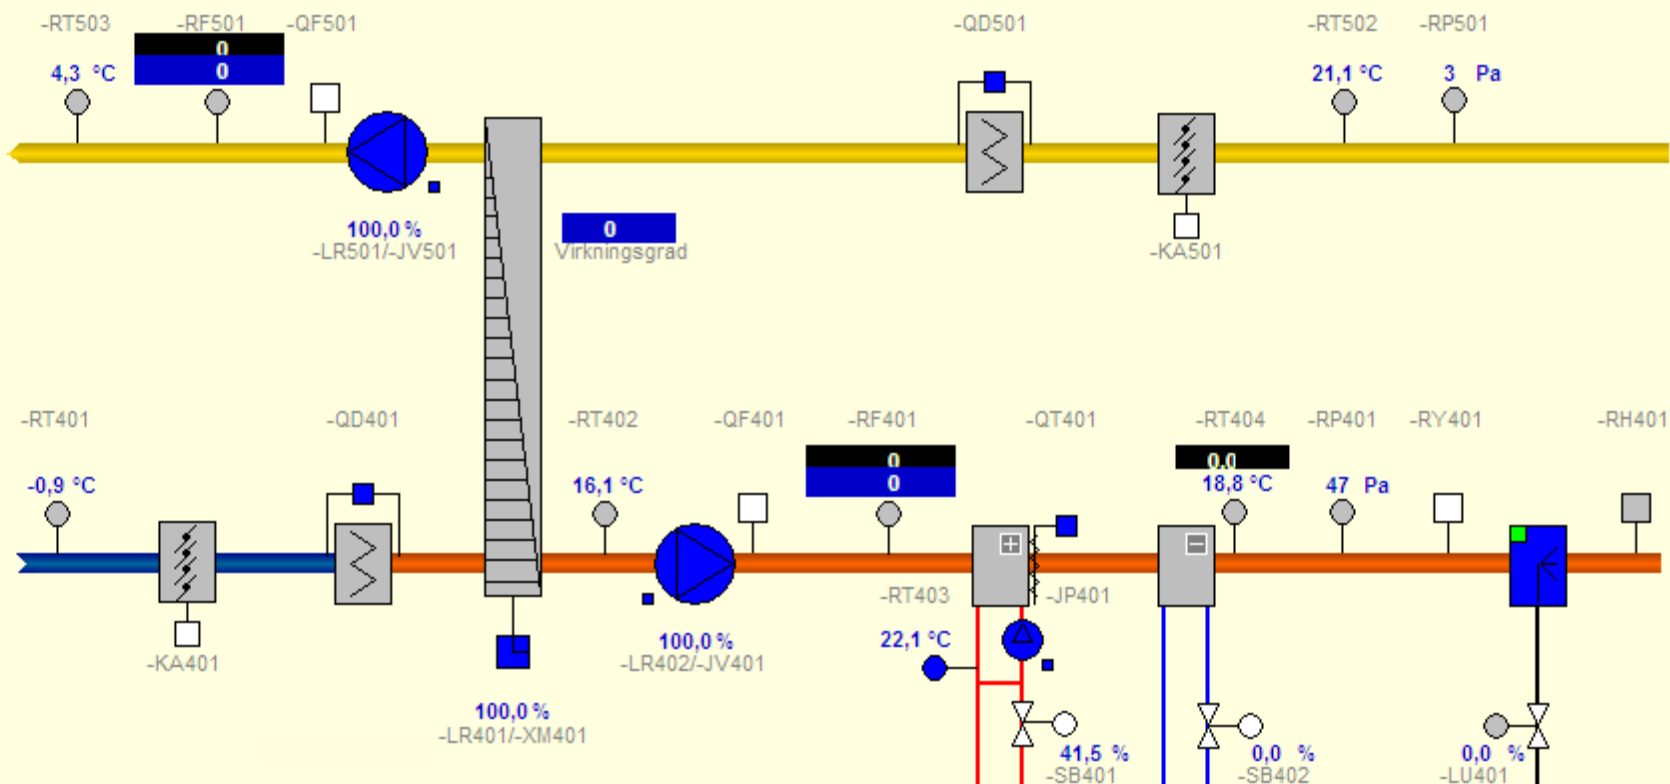 -RT503 -RF501 -QF501 -QD501 -RT502 -RP501
0
4,3 °C 0 21,1 °C 3 Pa
100,0 % 0
-LR501/-JV501 Virkningsgrad -KA501
-RT401 -QD401 -RT402 -QF401 -RF401 -QT401 -RT404 -RP401 -RY401 -RH401
0 0.0
-0,9 °C 16,1 °C 0 18,8 °C 47 Pa
-RT403 -JP401
100,0 % 22,1 °C
-KA401 -LR402/-JV401
100,0 %
-LR401/-XM401
41,5 % 0,0 % 0,0 %
-SB401 -SB402 -LU401